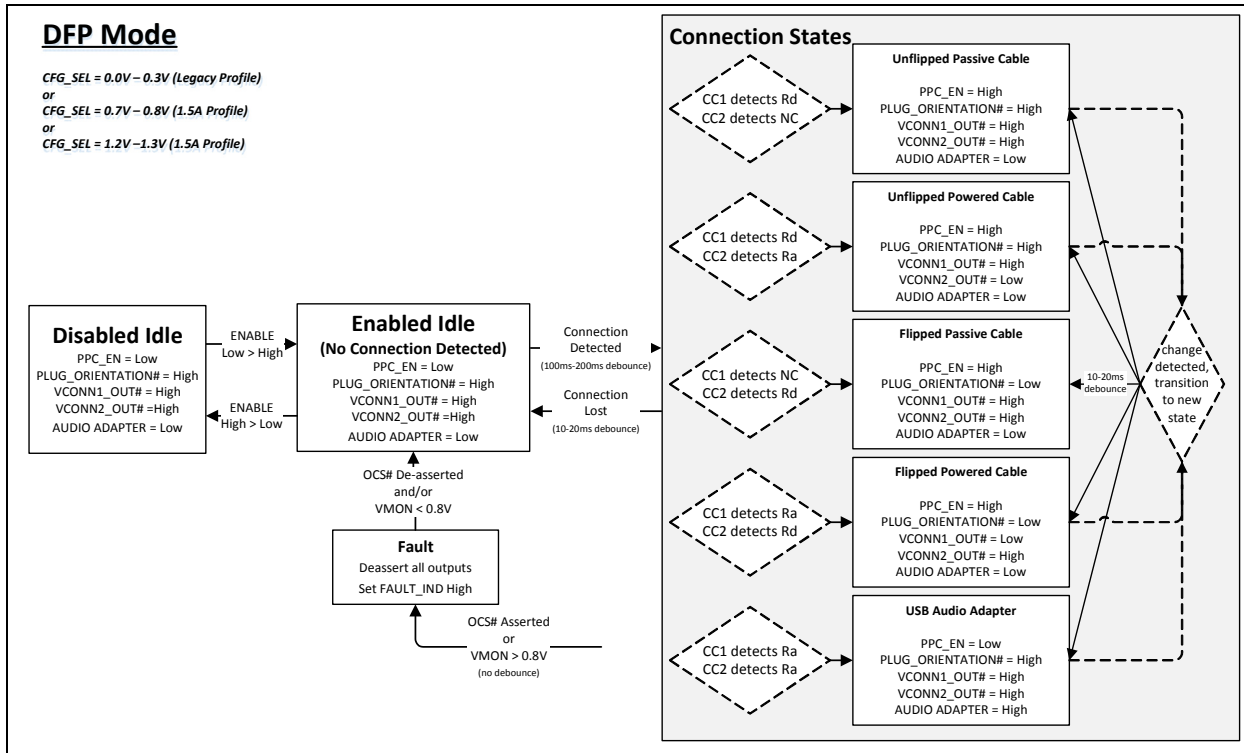 DFP Mode
CFG_SEL = 0.0V – 0.3V (Legacy Profile)
or
CFG_SEL = 0.7V – 0.8V (1.5A Profile)
or
CFG_SEL = 1.2V –1.3V (1.5A Profile)
Disabled Idle
PPC_EN = Low
PLUG_ORIENTATION# = High
VCONN1_OUT# = High
VCONN2_OUT# =High
AUDIO ADAPTER = Low
ENABLE
Low > High
ENABLE
High > Low
Enabled Idle
(No Connection Detected)
PPC_EN = Low
PLUG_ORIENTATION# = High
VCONN1_OUT# = High
VCONN2_OUT# =High
AUDIO ADAPTER = Low
Connection
Detected
(100ms-200ms debounce)
Connection
Lost
(10-20ms debounce)
OCS# De-asserted
and/or
VMON < 0.8V
Fault
Deassert all outputs
Set FAULT_IND High
OCS# Asserted
or
VMON > 0.8V
(no debounce)
Connection States
CC1 detects Rd
CC2 detects NC
Unflipped Passive Cable
PPC_EN = High
PLUG_ORIENTATION# = High
VCONN1_OUT# = High
VCONN2_OUT# = High
AUDIO ADAPTER = Low
CC1 detects Rd
CC2 detects Ra
Unflipped Powered Cable
PPC_EN = High
PLUG_ORIENTATION# = High
VCONN1_OUT# = High
VCONN2_OUT# = Low
AUDIO ADAPTER = Low
CC1 detects NC
CC2 detects Rd
Flipped Passive Cable
PPC_EN = High
PLUG_ORIENTATION# = Low
VCONN1_OUT# = High
VCONN2_OUT# = High
AUDIO ADAPTER = Low
10-20ms
debounce
change
detected,
transition
to new
state
CC1 detects Ra
CC2 detects Rd
Flipped Powered Cable
PPC_EN = High
PLUG_ORIENTATION# = Low
VCONN1_OUT# = Low
VCONN2_OUT# = High
AUDIO ADAPTER = Low
CC1 detects Ra
CC2 detects Ra
USB Audio Adapter
PPC_EN = Low
PLUG_ORIENTATION# = High
VCONN1_OUT# = High
VCONN2_OUT# = High
AUDIO ADAPTER = High